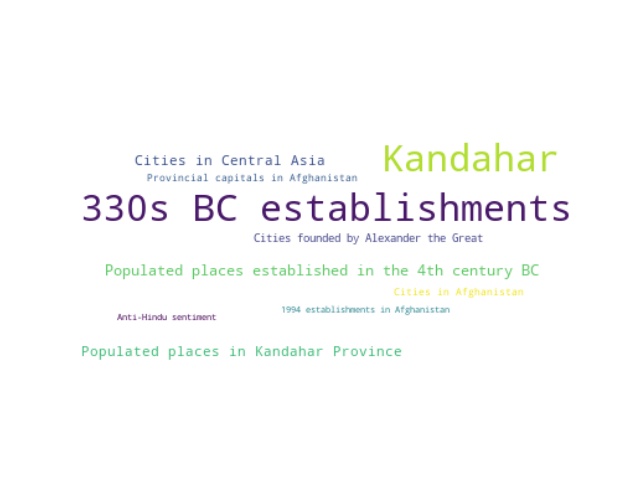 Kandahar
Cities in Central Asia
Provincial capitals in Afghanistan
330s BC establishments
Cities founded by Alexander the Great
Populated places established in the 4th century BC
Cities in Afghanistan
1994 establishments in Afghanistan
Anti-Hindu sentiment
Populated places in Kandahar Province